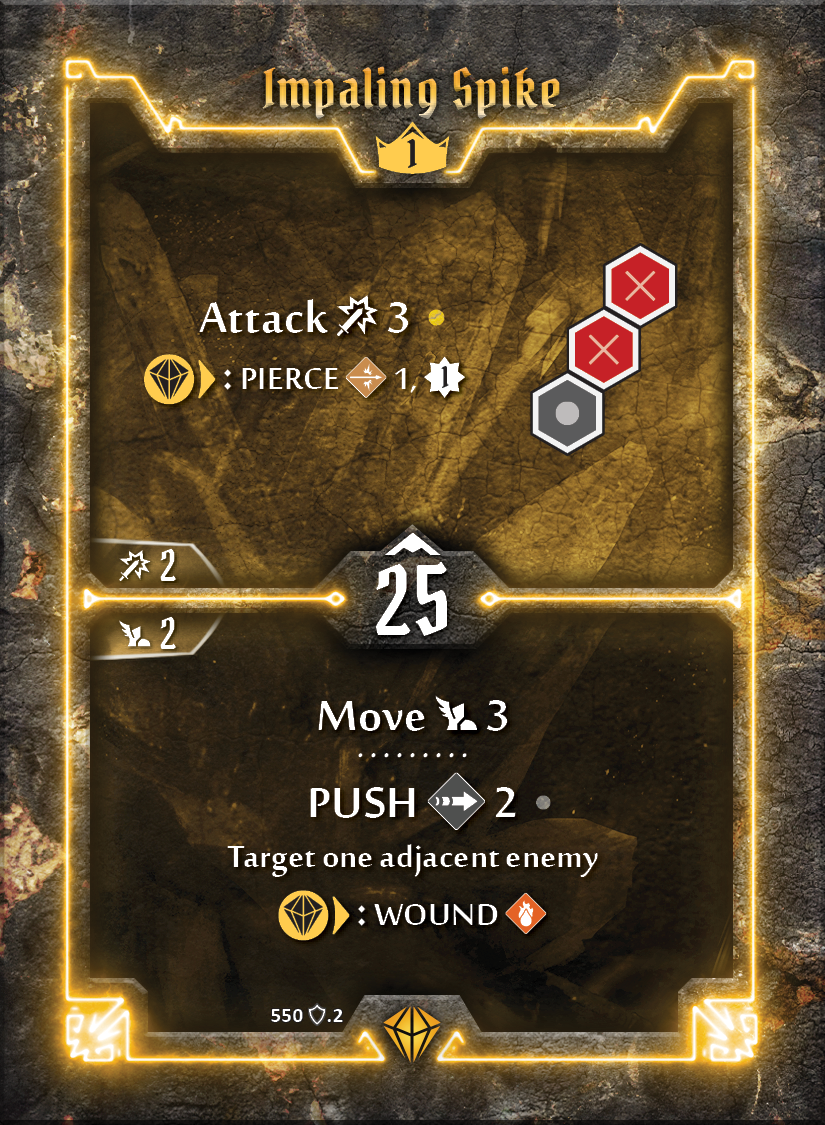 Impaling Spike
1
Attack 3
: PIERCE 1, 1
2
25
2
Move 3
PUSH 2
Target one adjacent enemy
: WOUND
550 .2